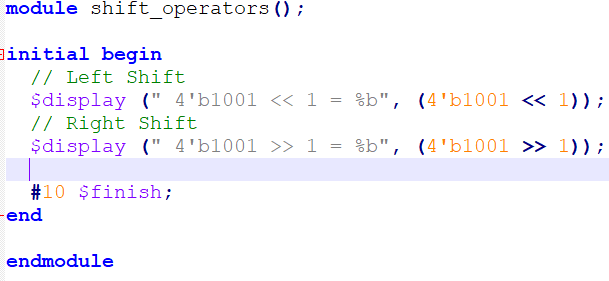 module shift_operators();
initial begin
// Left Shift
$display (" 4'b1001 << 1 = %b", (4'b1001 << 1));
// Right Shift
$display (" 4'b1001 >> 1 = %b", (4'b1001 >> 1));
#10 $finish;
end
endmodule